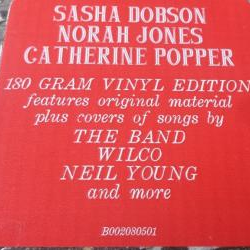 SASHA DOBSON
NORAH JONES
CATHERINE POPPER
180 GRAM VINYL EDITION
features original material
plus covers of songs by
THE BAND
WILCO
NEIL YOUNG
and more
B002080501